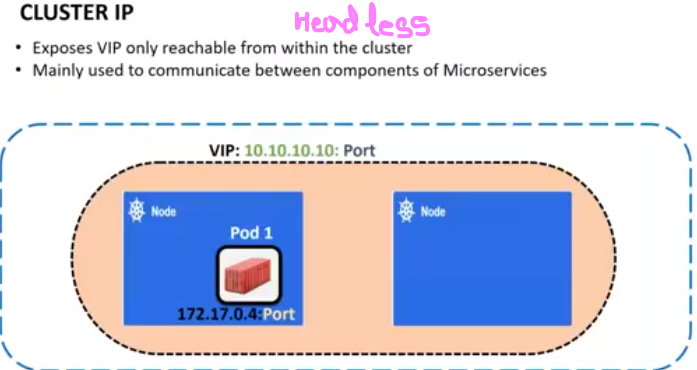 CLUSTER IP
Head less
• Exposes VIP only reachable from within the cluster
• Mainly used to communicate between components of Microservices
VIP: 10.10.10.10: Port
Node
Node
Pod 1
172.17.0.4:Port